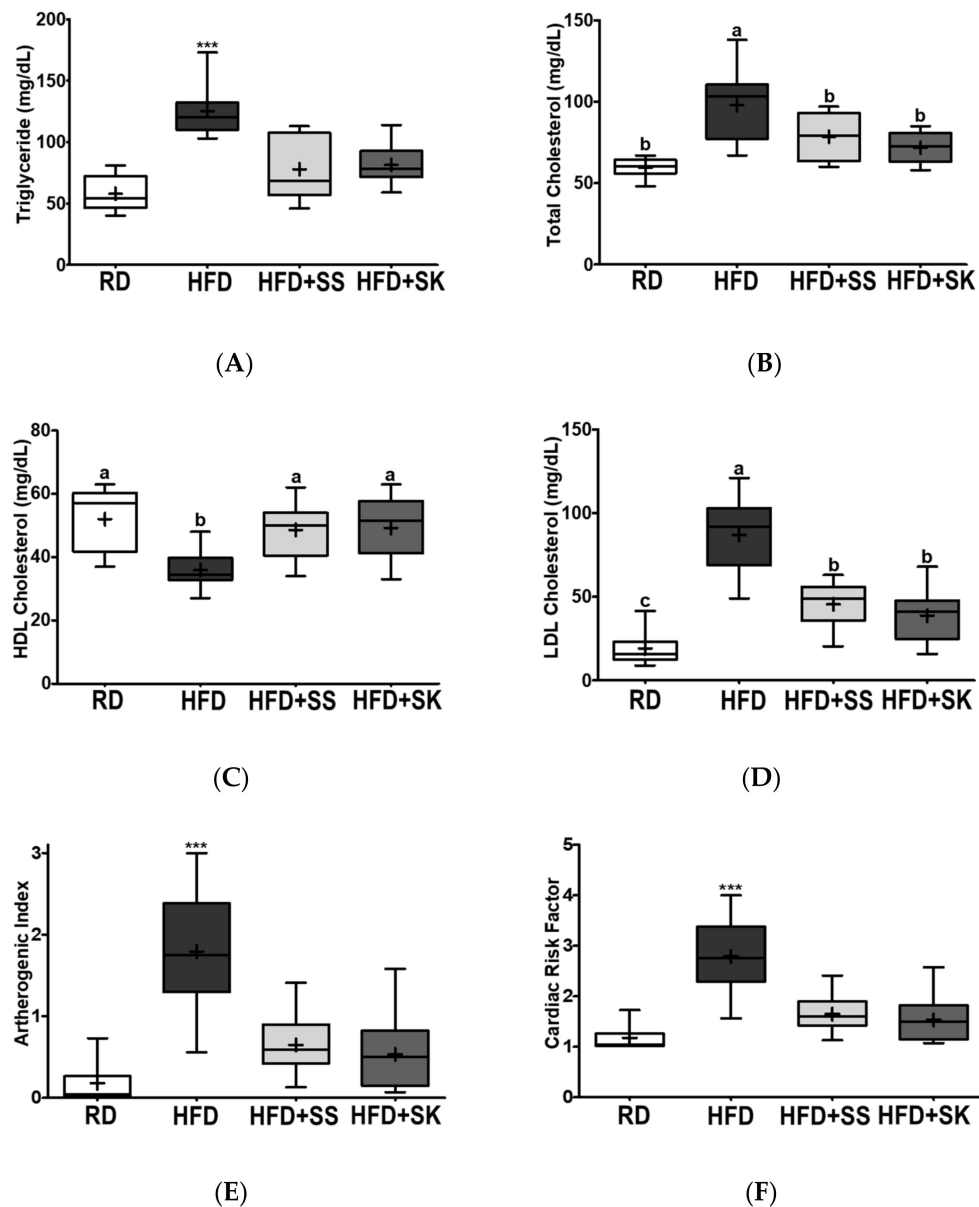 Triglyceride (mg/dL)
200
150
100
50
0
***
RD HFD HFD+SS HFD+SK
(A)
Total Cholesterol (mg/dL)
150
100
50
0
b a b b
RD HFD HFD+SS HFD+SK
(B)
HDL Cholesterol (mg/dL)
80
60
40
20
0
a b a a
RD HFD HFD+SS HFD+SK
(C)
LDL Cholesterol (mg/dL)
150
100
50
0
c a b b
RD HFD HFD+SS HFD+SK
(D)
Artherogenic Index
3
2
1
0
***
RD HFD HFD+SS HFD+SK
(E)
Cardiac Risk Factor
5
4
3
2
1
0
***
RD HFD HFD+SS HFD+SK
(F)